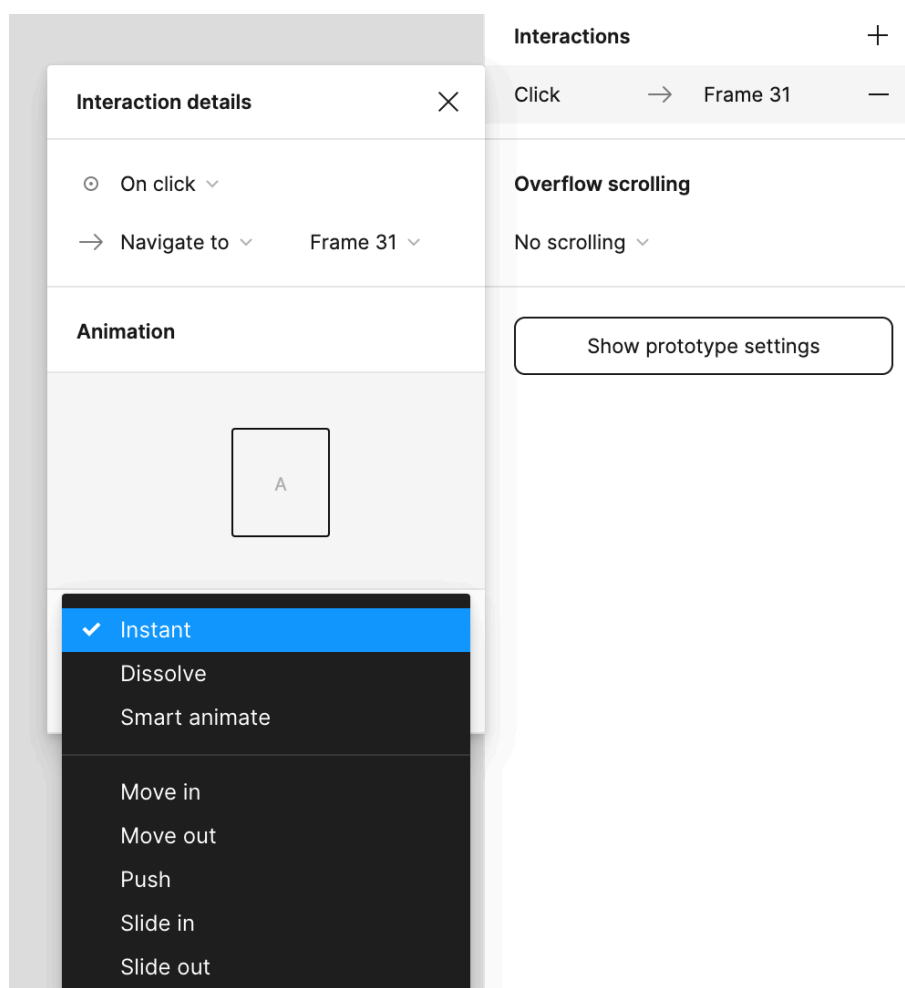 Interaction details
On click
Navigate to Frame 31
Animation
A
Instant
Dissolve
Smart animate
Move in
Move out
Push
Slide in
Slide out
Interactions
Click Frame 31
Overflow scrolling
No scrolling
Show prototype settings